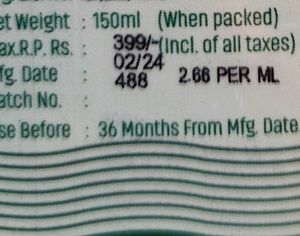 et Weight : 150ml (When packed)
ax.R.P. Rs. : 399/-(Incl. of all taxes)
fg. Date : 02/24
atch No. : 488 2.66 PER ML
se Before : 36 Months From Mfg. Date